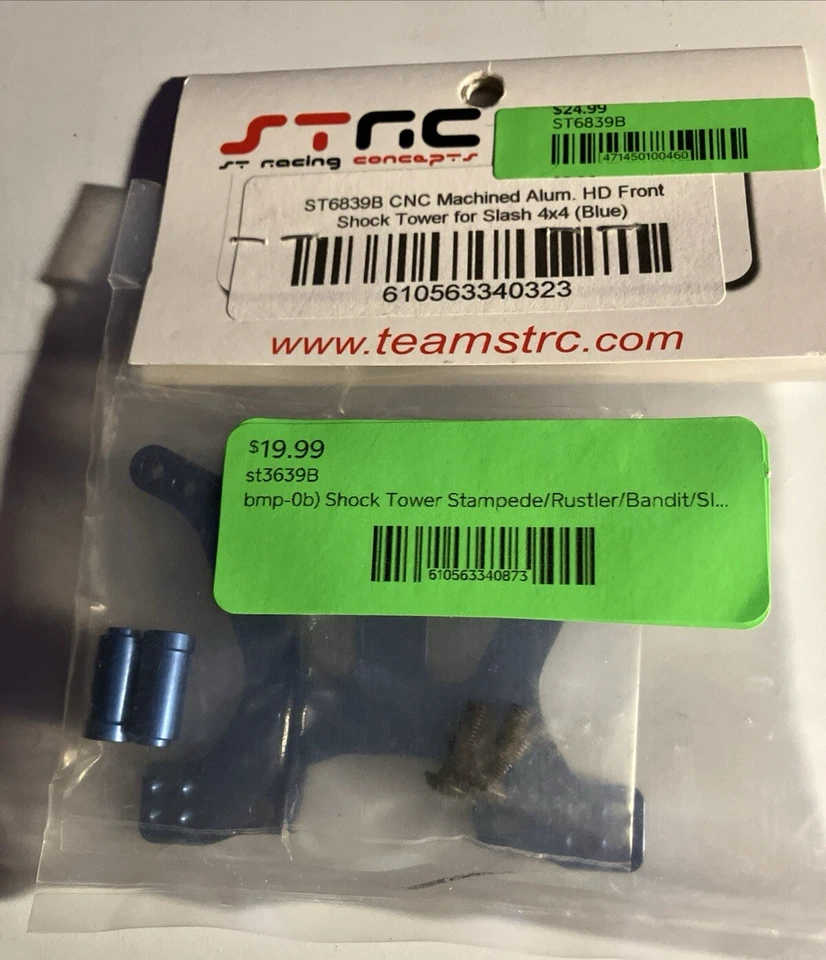 STRC
ST racing concepts
$24.99
ST6839B
471450100460
ST6839B CNC Machined Alum. HD Front
Shock Tower for Slash 4x4 (Blue)
610563340323
www.teamstrc.com
$19.99
st3639B
bmp-0b) Shock Tower Stampede/Rustler/Bandit/Sl...
610563340873